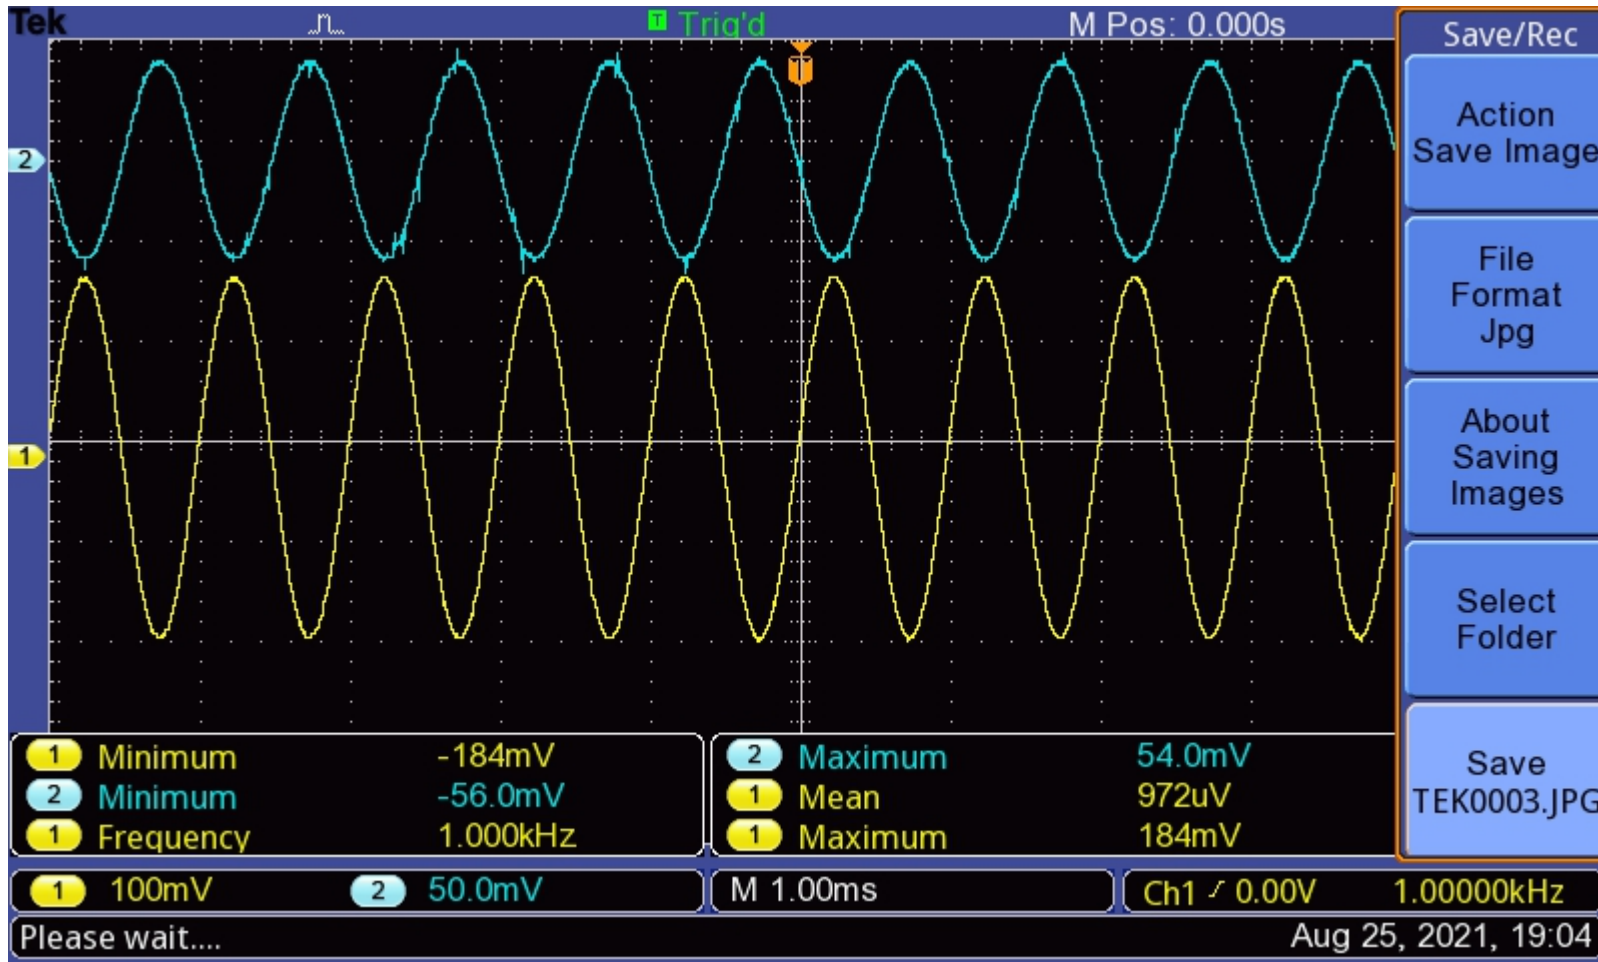 Tek
T Trig'd
M Pos: 0.000s
Save/Rec
Action
Save Image
File
Format
Jpg
About
Saving
Images
Select
Folder
Save
TEK0003.JPG
T
2
1
1 Minimum -184mV
2 Minimum -56.0mV
1 Frequency 1.000kHz
2 Maximum 54.0mV
1 Mean 972uV
1 Maximum 184mV
1 100mV 2 50.0mV M 1.00ms Ch1 / 0.00V 1.00000kHz
Please wait.... Aug 25, 2021, 19:04